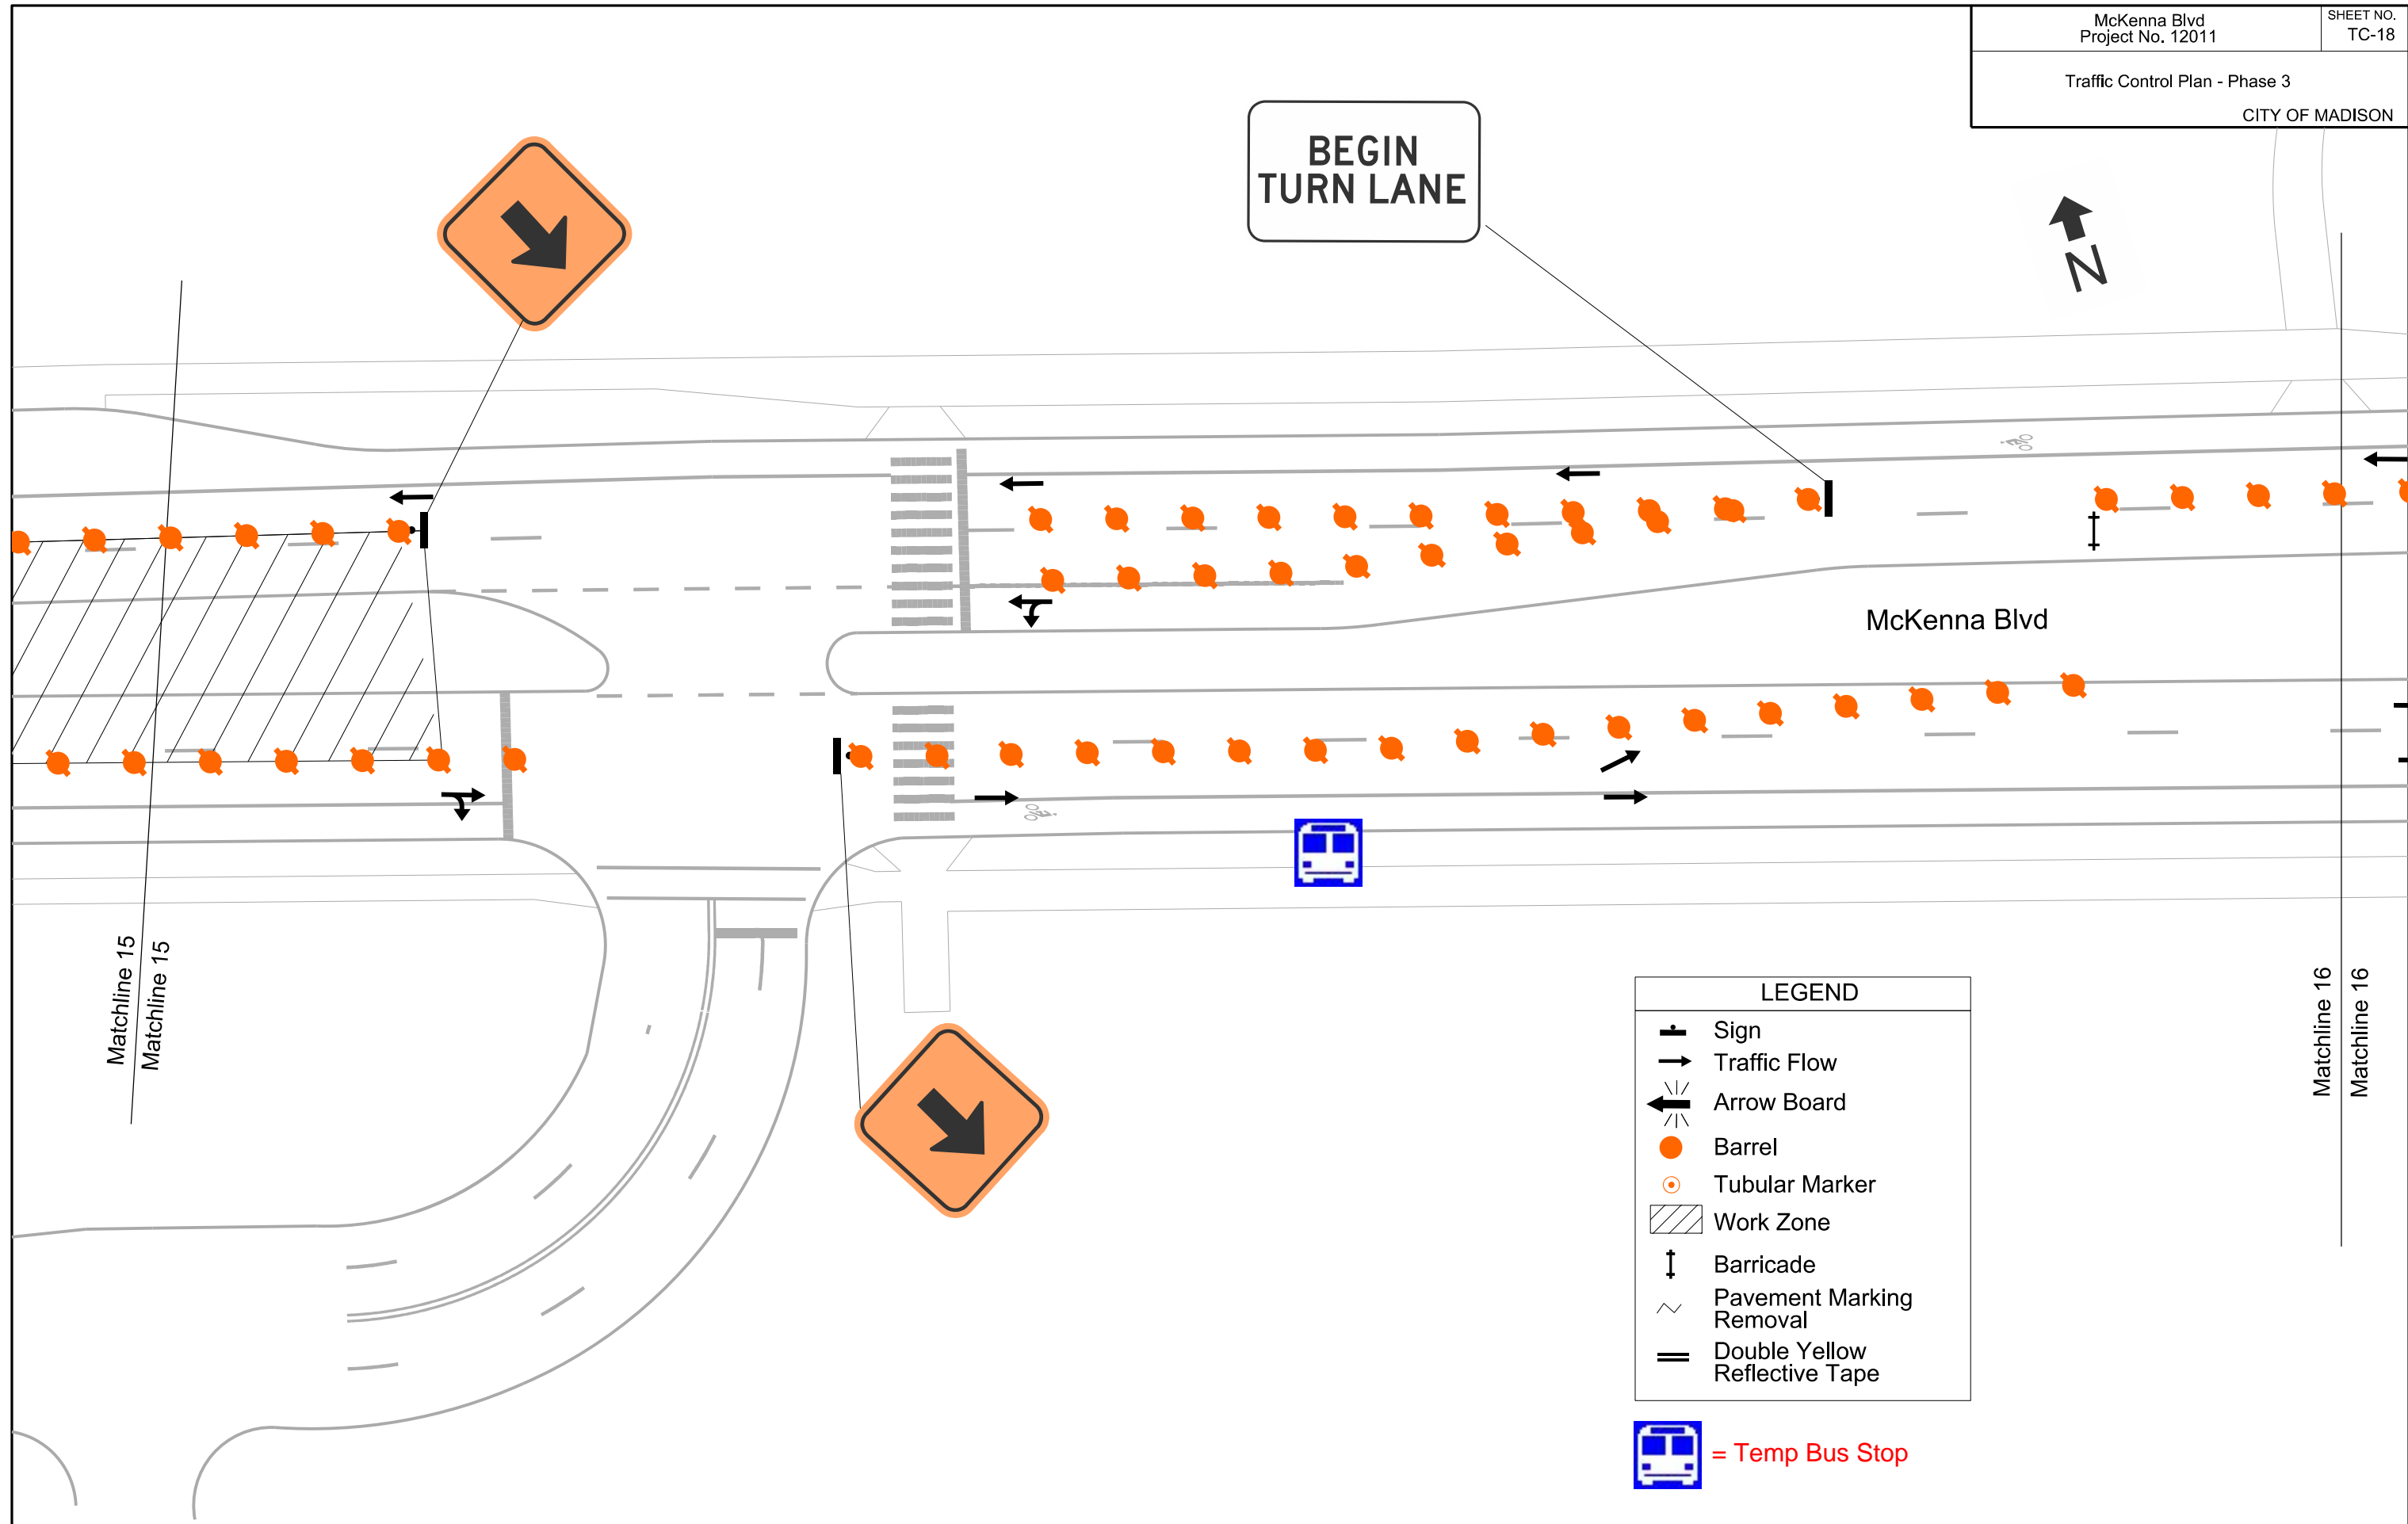 McKenna Blvd
Project No. 12011
SHEET NO.
TC-18
Traffic Control Plan - Phase 3
CITY OF MADISON
BEGIN
TURN LANE
N
McKenna Blvd
Matchline 15
Matchline 15
Matchline 16
Matchline 16
LEGEND
Sign
Traffic Flow
Arrow Board
Barrel
Tubular Marker
Work Zone
Barricade
Pavement Marking
Removal
Double Yellow
Reflective Tape
= Temp Bus Stop